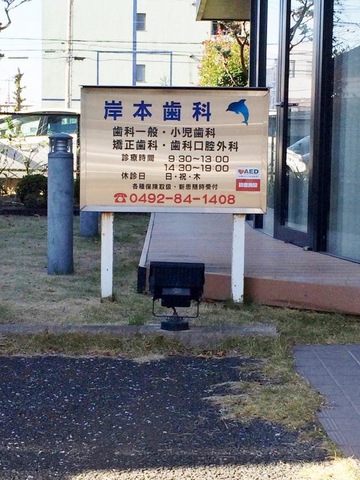 岸本歯科
歯科一般・小児歯科
矯正歯科・歯科口腔外科
診療時間 9:30~13:00
14:30~19:00
休診日 日・祝・木
各種保険取扱・新患随時受付
AED
☎0492-84-1408